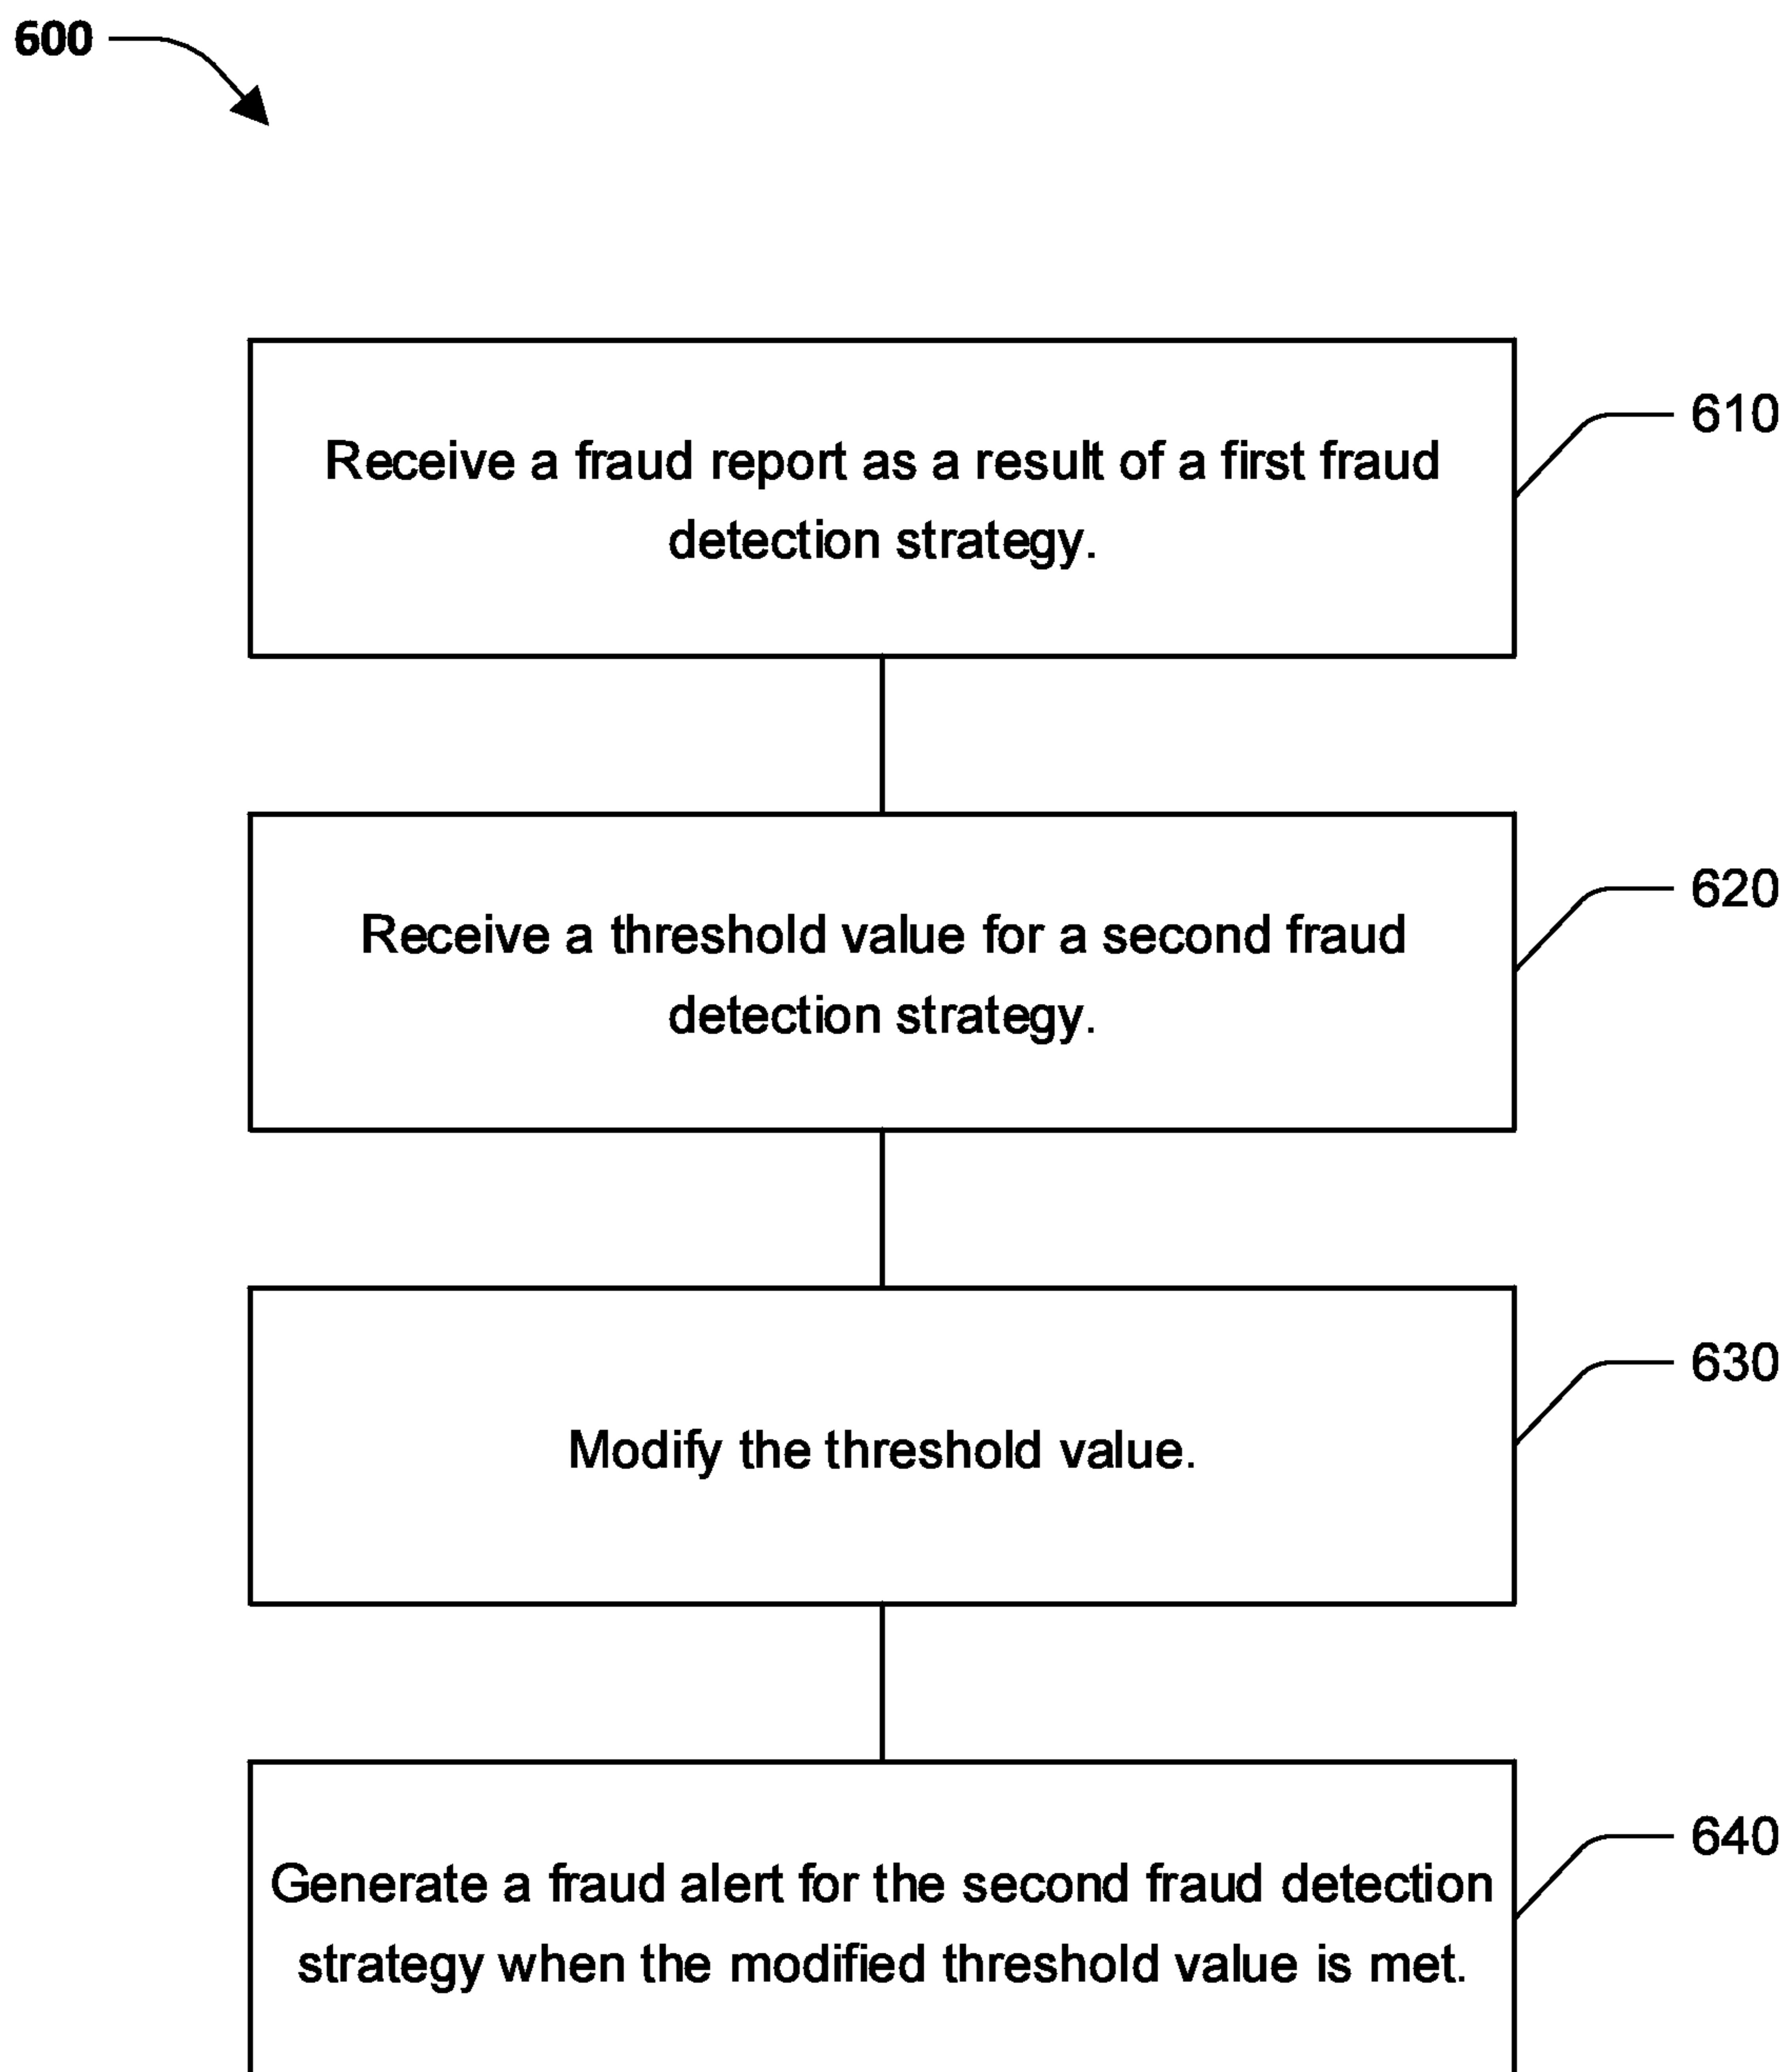 600
Receive a fraud report as a result of a first fraud
detection strategy.
610
Receive a threshold value for a second fraud
detection strategy.
620
Modify the threshold value.
630
Generate a fraud alert for the second fraud detection
strategy when the modified threshold value is met.
640